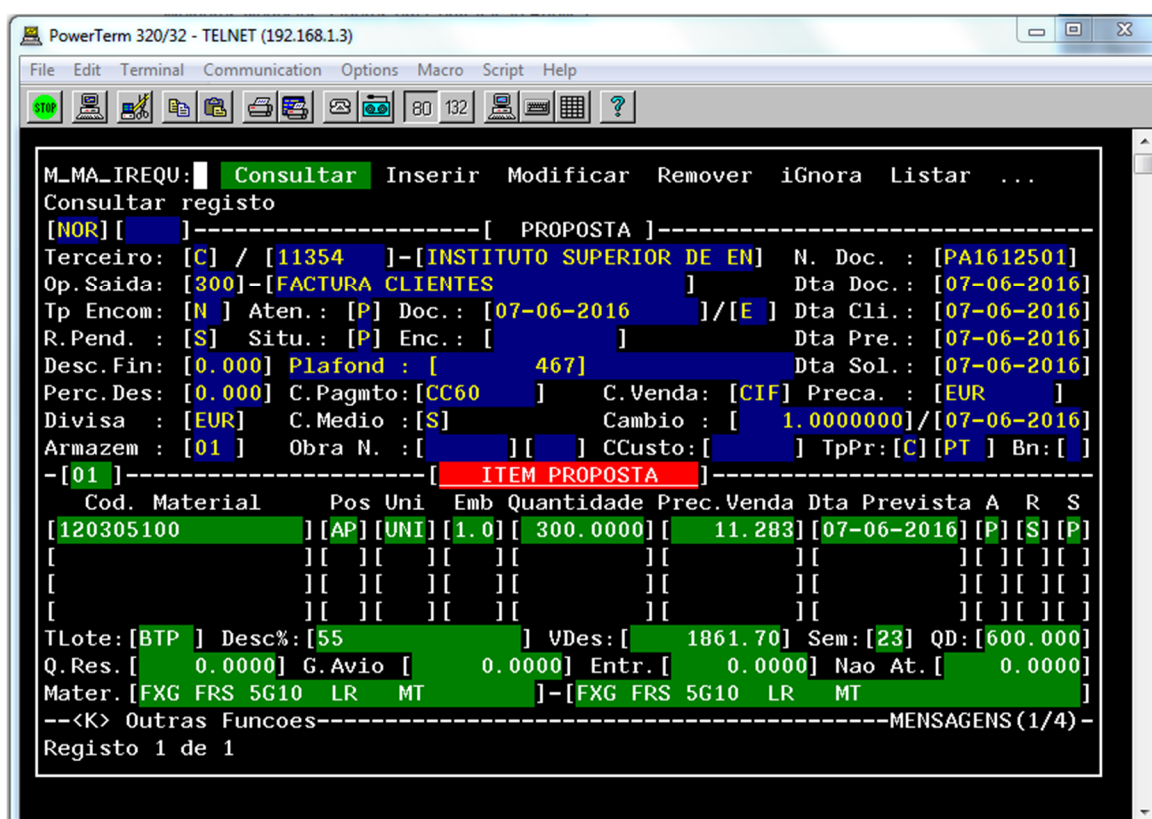 PowerTerm 320/32 - TELNET (192.168.1.3)
File Edit Terminal Communication Options Macro Script Help
STOP 80 132 ?
M_MA_IREQU: Consultar Inserir Modificar Remover iGnora Listar ...
Consultar registo
[NOR][    ]---------------------[ PROPOSTA ]--------------------------------
Terceiro: [C] / [11354   ]-[INSTITUTO SUPERIOR DE EN] N. Doc. : [PA1612501]
Op.Saida: [300]-[FACTURA CLIENTES              ] Dta Doc.: [07-06-2016]
Tp Encom: [N ] Aten.: [P] Doc.: [07-06-2016     ]/[E ] Dta Cli.: [07-06-2016]
R.Pend. : [S] Situ.: [P] Enc.: [         ] Dta Pre.: [07-06-2016]
Desc.Fin: [0.000] Plafond : [       467] Dta Sol.: [07-06-2016]
Perc.Des: [0.000] C.Pagmto:[CC60    ] C.Venda: [CIF] Preca. : [EUR     ]
Divisa  : [EUR] C.Medio :[S] Cambio : [   1.0000000]/[07-06-2016]
Armazem : [01 ] Obra N. :[      ][   ] CCusto:[      ] TpPr:[C][PT ] Bn:[ ]
-[01 ]-----------------------[   ITEM PROPOSTA   ]----------------------------
Cod. Material Pos Uni Emb Quantidade Prec.Venda Dta Prevista A R S
[120305100         ][AP][UNI][1.0][ 300.0000][   11.283][07-06-2016][P][S][P]
[                  ][  ][   ][   ][         ][         ][          ][ ][ ][ ]
[                  ][  ][   ][   ][         ][         ][          ][ ][ ][ ]
[                  ][  ][   ][   ][         ][         ][          ][ ][ ][ ]
TLote:[BTP ] Desc%:[55               ] VDes:[    1861.70] Sem:[23] QD:[600.000]
Q.Res.[    0.0000] G.Avio [     0.0000] Entr.[    0.0000] Nao At.[    0.0000]
Mater.[FXG FRS 5G10  LR  MT        ]-[FXG FRS 5G10  LR   MT                  ]
--<K> Outras Funcoes------------------------------------------MENSAGENS(1/4)-
Registo 1 de 1